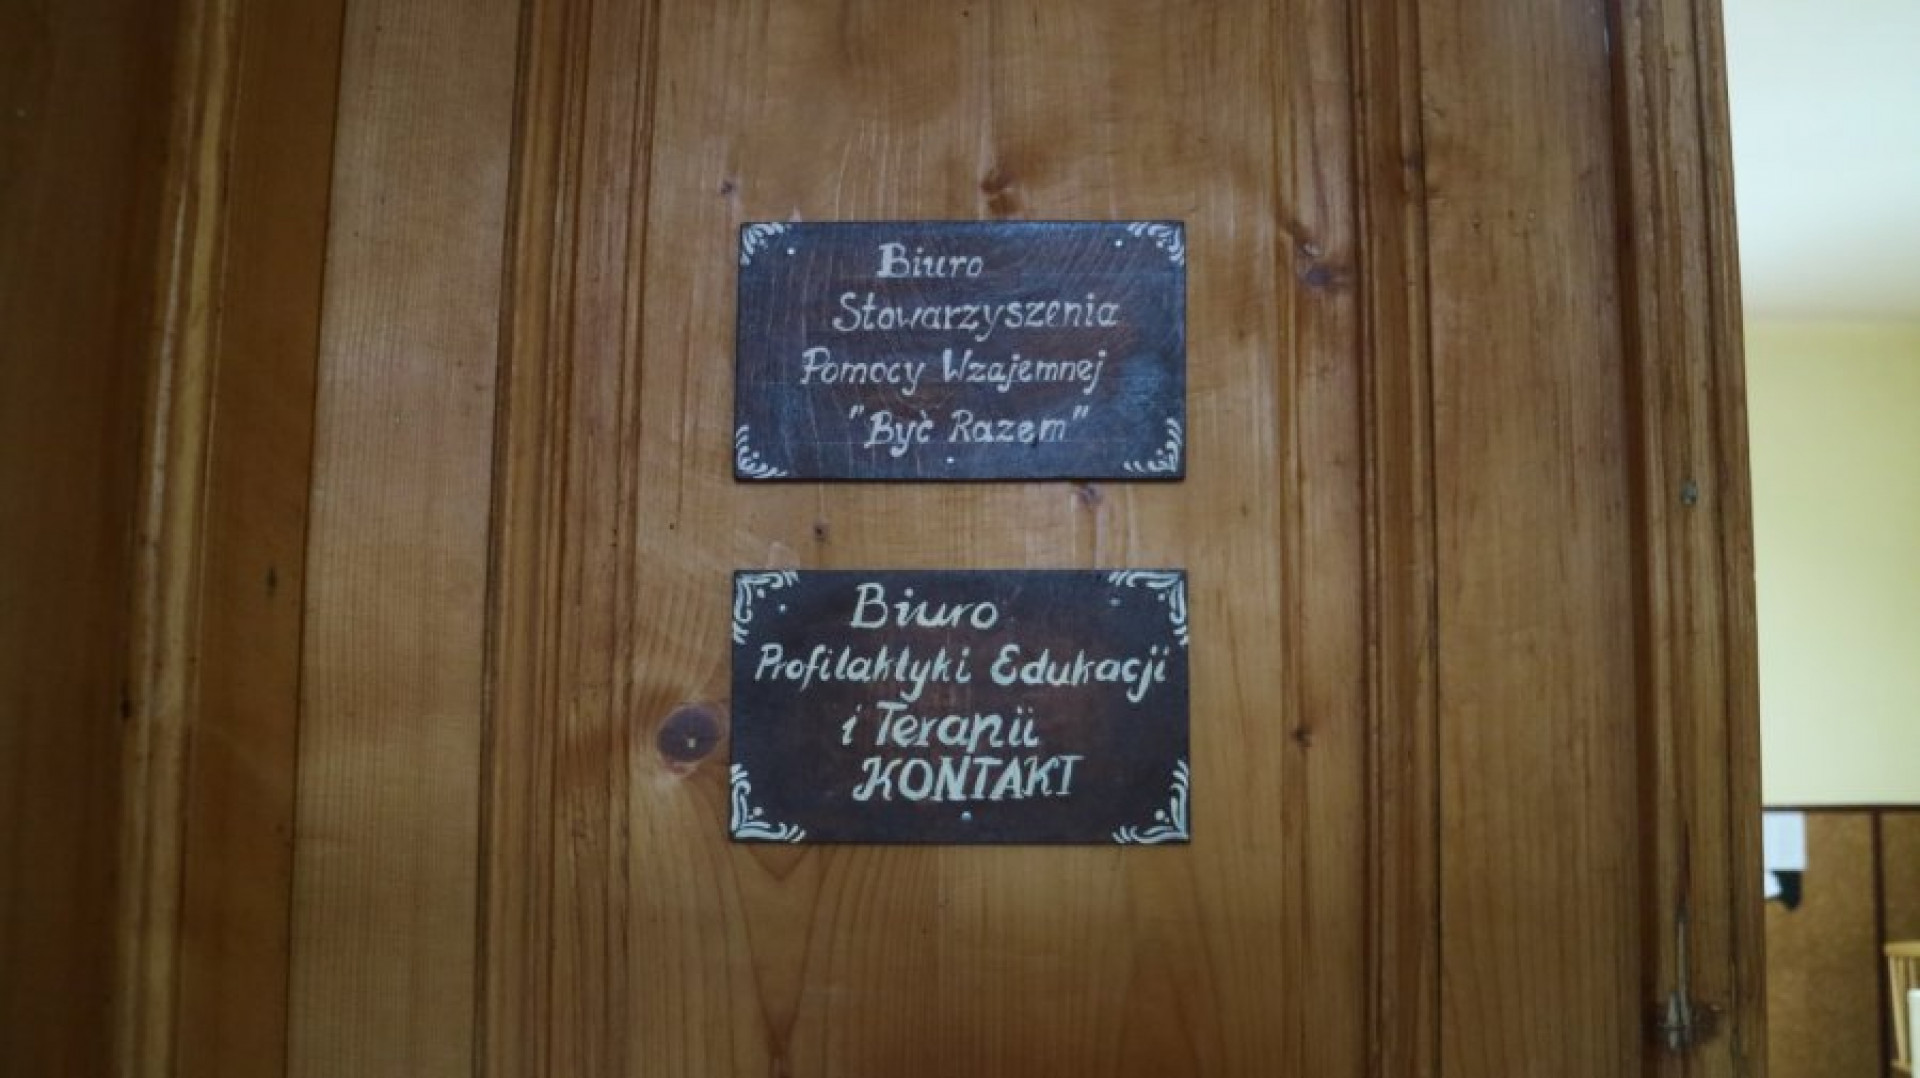 Biuro
Stowarzyszenia
Pomocy Wzajemnej
"Być Razem"
Biuro
Profilaktyki Edukacji
i Terapii
KONTAKT